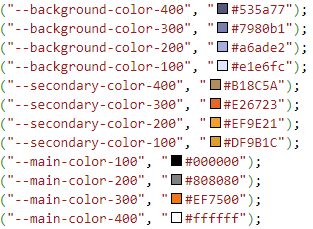 ("--background-color-400", "#535a77");
("--background-color-300", "#7980b1");
("--background-color-200", "#a6ade2");
("--background-color-100", "#e1e6fc");
("--secondary-color-400", "#B18C5A");
("--secondary-color-300", "#E26723");
("--secondary-color-200", "#EF9E21");
("--secondary-color-100", "#DF9B1C");
("--main-color-100", "#000000");
("--main-color-200", "#808080");
("--main-color-300", "#EF7500");
("--main-color-400", "#ffffff");